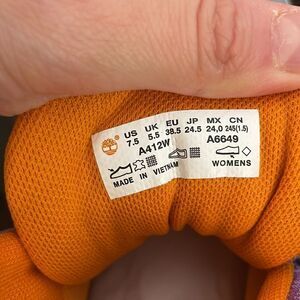 US UK EU JP MX CN
7.5 5.5 38.5 24.5 24,0 245(1.5)
A412W A6649
MADE IN VIETNAM WOMENS